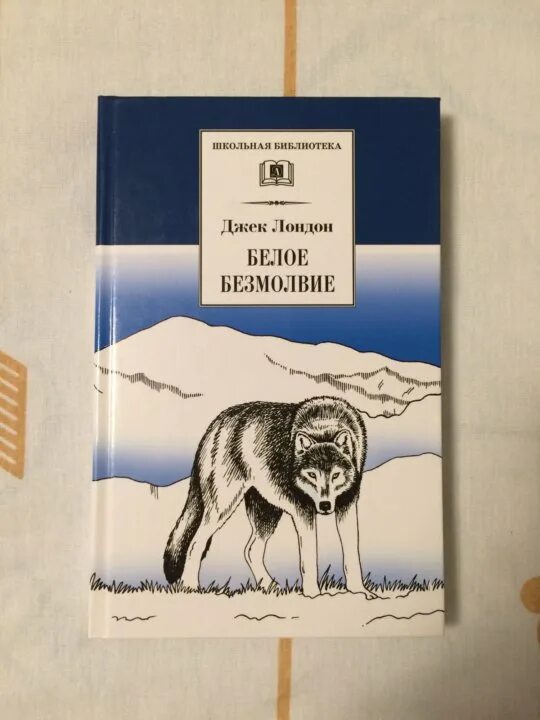 ШКОЛЬНАЯ БИБЛИОТЕКА
Джек Лондон
БЕЛОЕ
БЕЗМОЛВИЕ